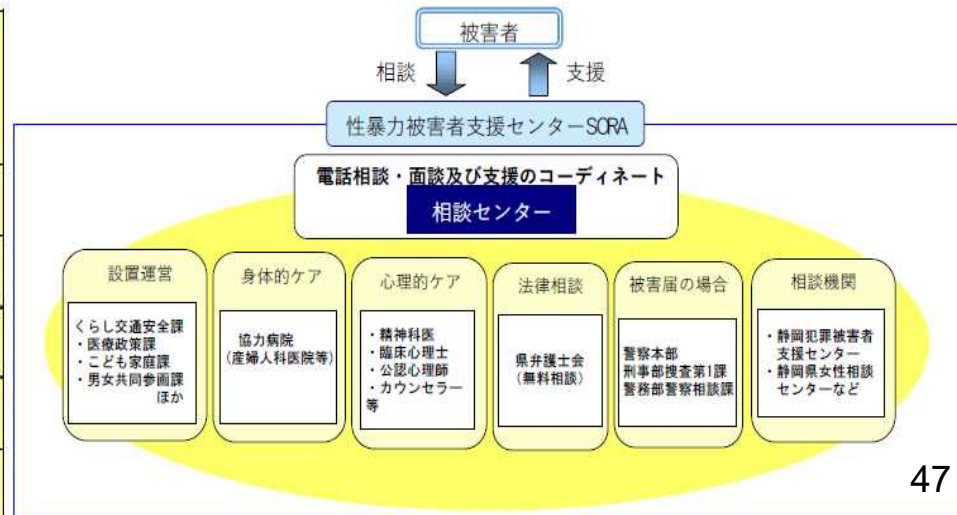 被害者
相談
支援
性暴力被害者支援センターSORA
電話相談・面談及び支援のコーディネート
相談センター
設置運営
くらし交通安全課
・医療政策課
・こども家庭課
・男女共同参画課
ほか
身体的ケア
協力病院
（産婦人科医院等）
心理的ケア
・精神科医
・臨床心理士
・公認心理師
・カウンセラー
等
法律相談
県弁護士会
（無料相談）
被害届の場合
警察本部
刑事部捜査第1課
警務部警察相談課
相談機関
・静岡犯罪被害者
支援センター
・静岡県女性相談
センターなど
47